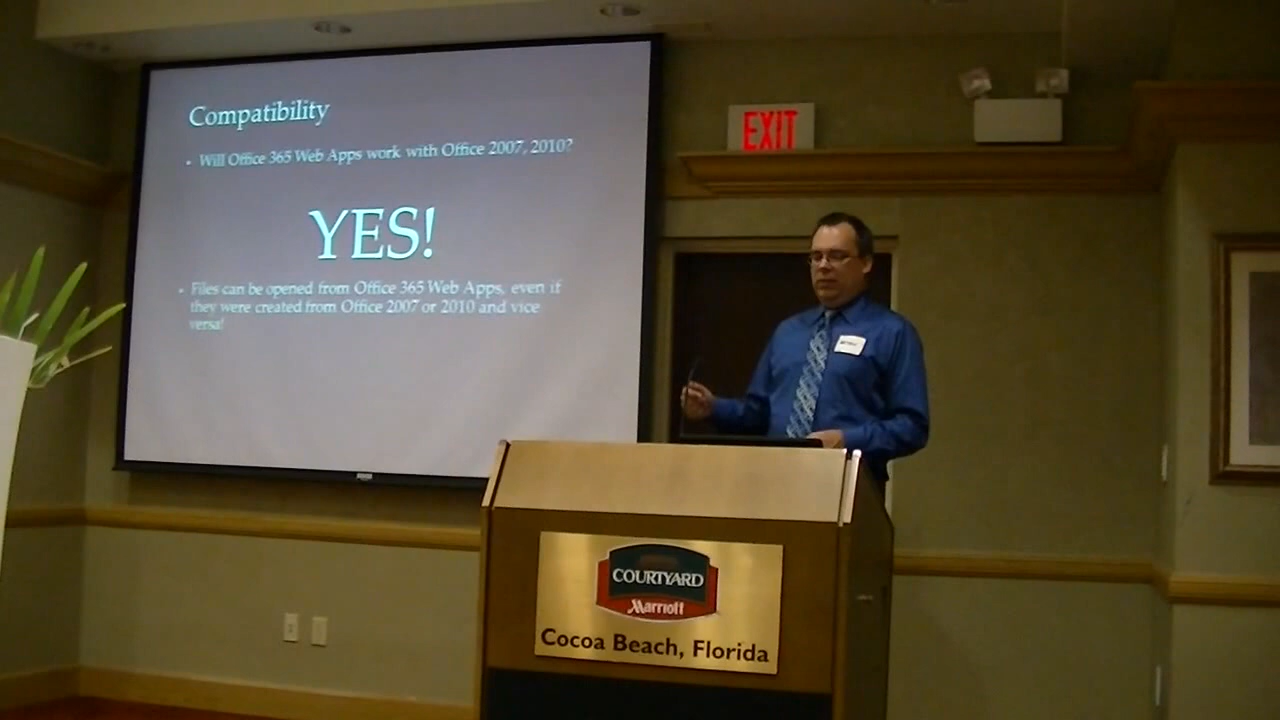 Compatibility
• Will Office 365 Web Apps work with Office 2007, 2010?
YES!
• Files can be opened from Office 365 Web Apps, even if
they were created from Office 2007 or 2010 and vice
versa!
EXIT
COURTYARD
Marriott
Cocoa Beach, Florida